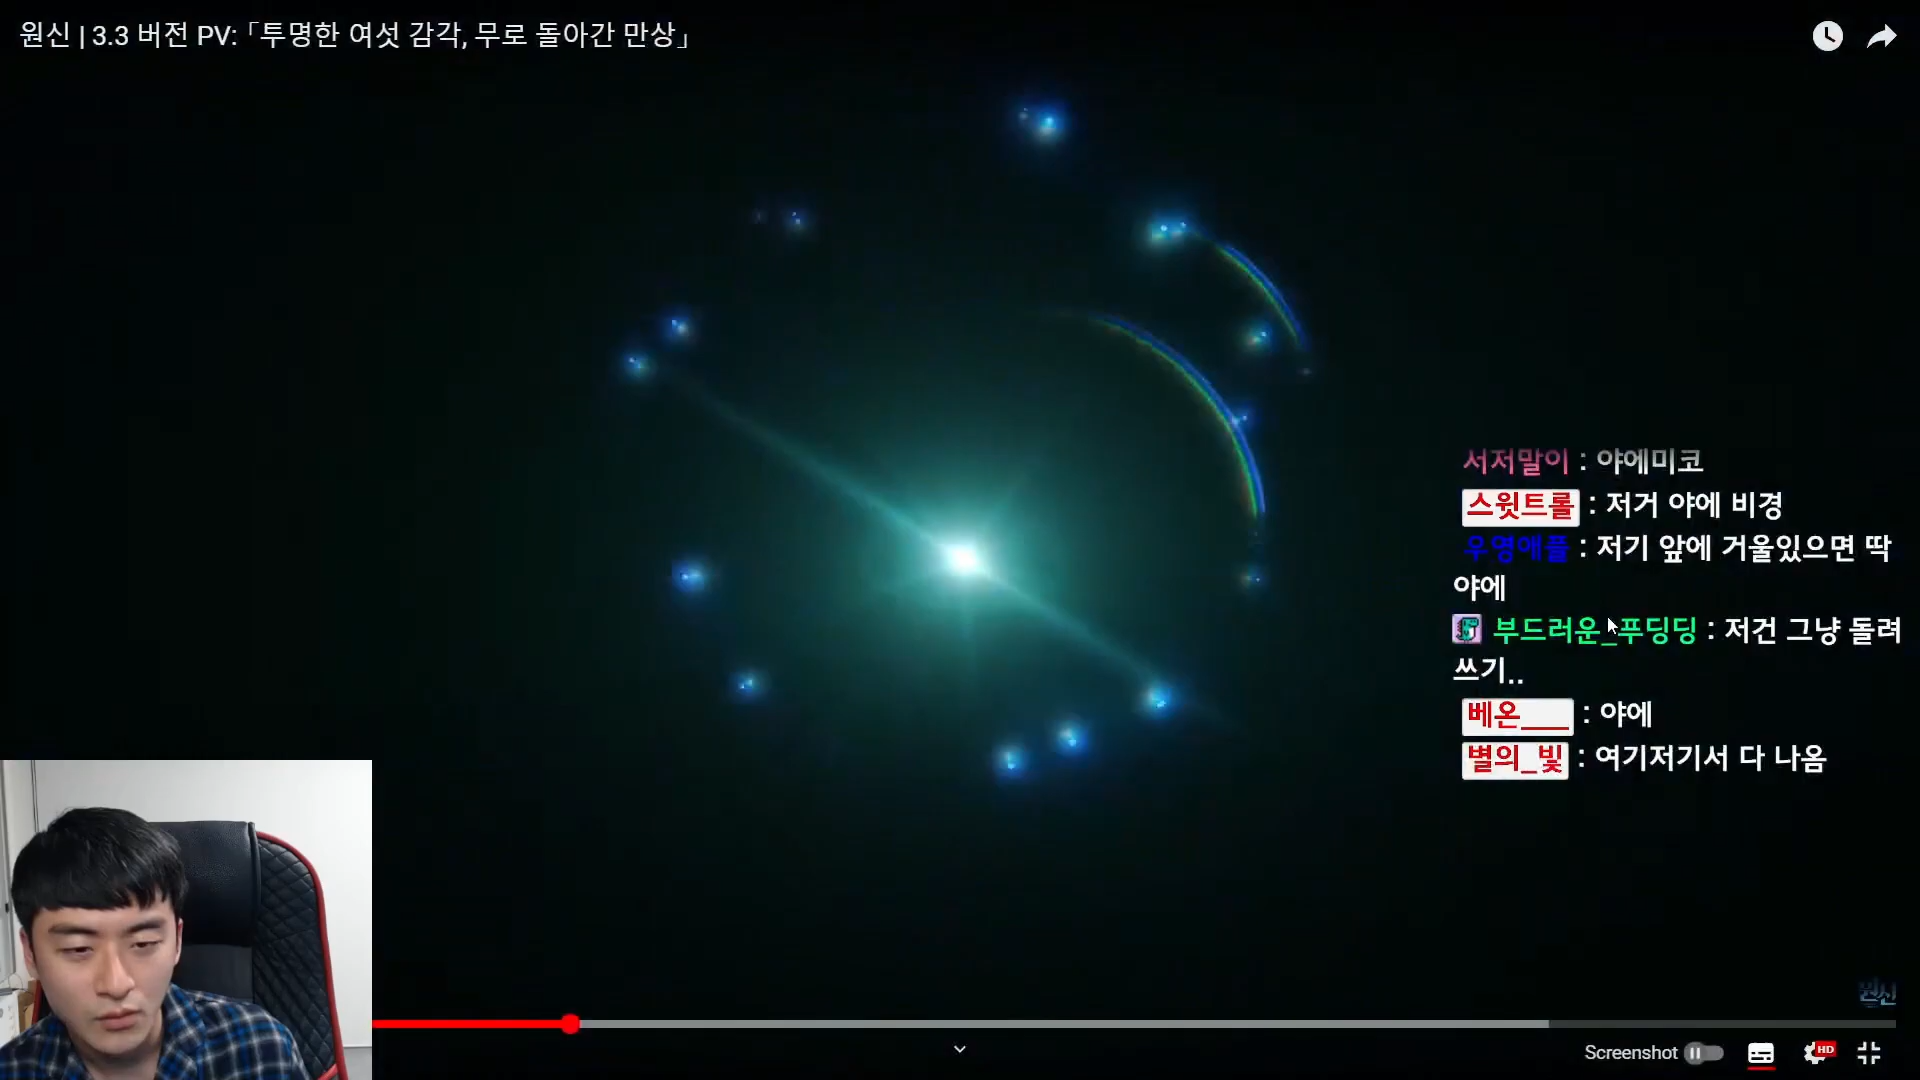 원신 | 3.3 버전 PV: 「투명한 여섯 감각, 무로 돌아간 만상」
서저말이 : 야에미코
스윗트롤 : 저거 야에 비경
우영애플 : 저기 앞에 거울있으면 딱
야에
부드러운_푸딩딩 : 저건 그냥 돌려
쓰기..
베온___ : 야에
별의_빛 : 여기저기서 다 나옴
원신
Screenshot
HD